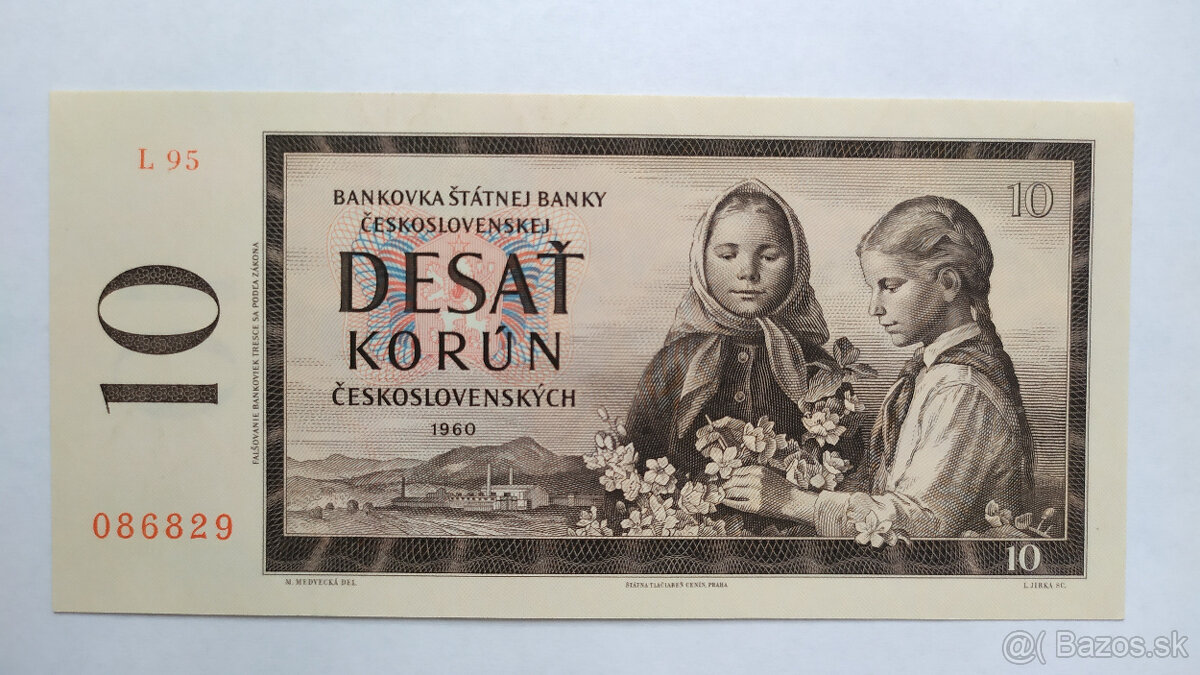 L 95
BANKOVKA ŠTÁTNEJ BANKY
ČESKOSLOVENSKEJ
DESAŤ
KORÚN
ČESKOSLOVENSKÝCH
1960
10
10
FALŠOVANIE BANKOVIEK TRESCE SA PODĽA ZÁKONA
086829
10
M. MEDVECKÁ DEL.
ŠTÁTNA TLAČIAREŇ CENÍN, PRAHA
L. JIRKA SC.
@( Bazos.sk